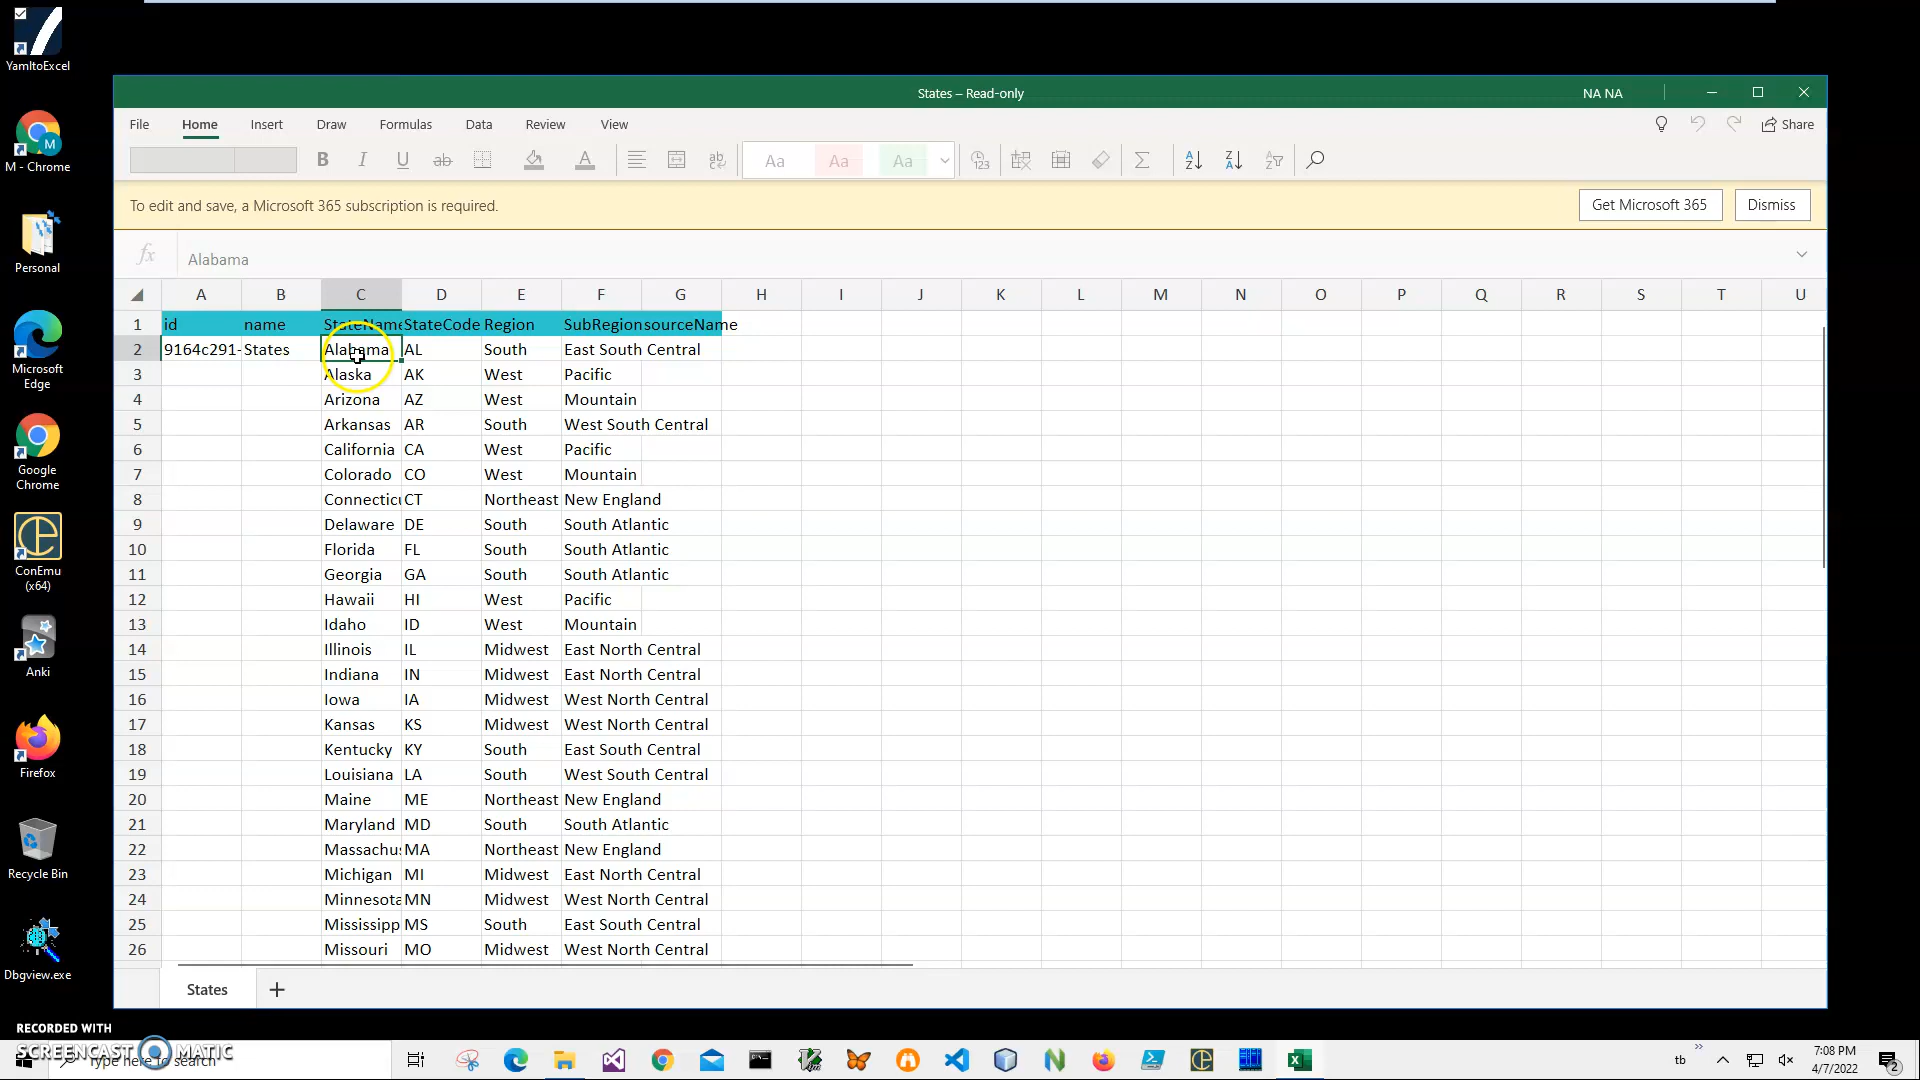 YamltoExcel
M - Chrome
Personal
Microsoft
Edge
Google
Chrome
ConEmu
(x64)
Anki
Firefox
Recycle Bin
Dbgview.exe
States – Read-only
NA NA
File Home Insert Draw Formulas Data Review View
Share
Aa Aa Aa
To edit and save, a Microsoft 365 subscription is required.
Get Microsoft 365
Dismiss
fx Alabama
A B C D E F G H I J K L M N O P Q R S T U
1 id name StateName StateCode Region SubRegion sourceName
2 9164c291- States Alabama AL South East South Central
3 Alaska AK West Pacific
4 Arizona AZ West Mountain
5 Arkansas AR South West South Central
6 California CA West Pacific
7 Colorado CO West Mountain
8 Connecticu CT Northeast New England
9 Delaware DE South South Atlantic
10 Florida FL South South Atlantic
11 Georgia GA South South Atlantic
12 Hawaii HI West Pacific
13 Idaho ID West Mountain
14 Illinois IL Midwest East North Central
15 Indiana IN Midwest East North Central
16 Iowa IA Midwest West North Central
17 Kansas KS Midwest West North Central
18 Kentucky KY South East South Central
19 Louisiana LA South West South Central
20 Maine ME Northeast New England
21 Maryland MD South South Atlantic
22 Massachus MA Northeast New England
23 Michigan MI Midwest East North Central
24 Minnesota MN Midwest West North Central
25 Mississipp MS South East South Central
26 Missouri MO Midwest West North Central
States
RECORDED WITH
SCREENCAST MATIC
Type here to search
tb
7:08 PM
4/7/2022
2